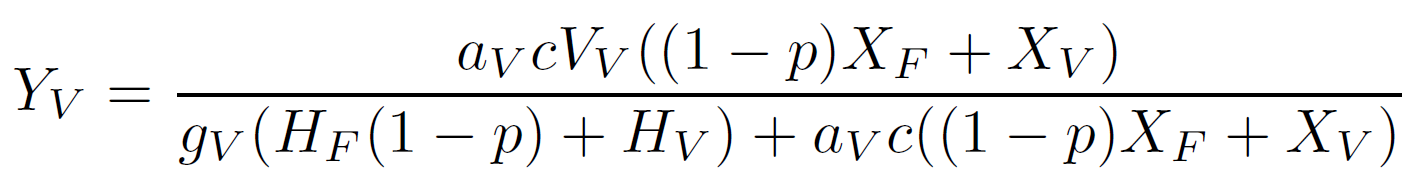 Y_V = \frac{a_V c V_V ((1 - p) X_F + X_V)}{g_V (H_F (1 - p) + H_V) + a_V c ((1 - p) X_F + X_V)}